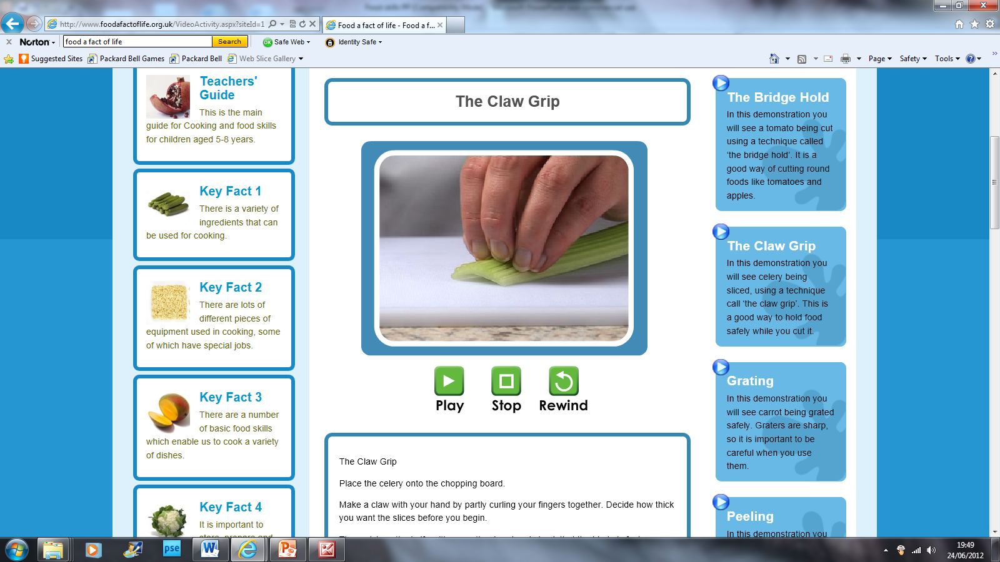 http://www.foodafactoflife.org.uk/VideoActivity.aspx?siteId=1
Food a fact of life - Food a f...
Norton
food a fact of life
Search
OK Safe Web
Identity Safe
Suggested Sites
Packard Bell Games
Packard Bell
Web Slice Gallery
Page
Safety
Tools
Teachers'
Guide
This is the main
guide for Cooking and food skills
for children aged 5-8 years.
Key Fact 1
There is a variety of
ingredients that can
be used for cooking.
Key Fact 2
There are lots of
different pieces of
equipment used in cooking, some
of which have special jobs.
Key Fact 3
There are a number
of basic food skills
which enable us to cook a variety
of dishes.
Key Fact 4
It is important to
The Claw Grip
Play
Stop
Rewind
The Claw Grip
Place the celery onto the chopping board.
Make a claw with your hand by partly curling your fingers together. Decide how thick
you want the slices before you begin.
The Bridge Hold
In this demonstration you
will see a tomato being cut
using a technique called
‘the bridge hold’. It is a
good way of cutting round
foods like tomatoes and
apples.
The Claw Grip
In this demonstration you
will see celery being
sliced, using a technique
call ‘the claw grip’. This is
a good way to hold food
safely while you cut it.
Grating
In this demonstration you
will see carrot being grated
safely. Graters are sharp,
so it is important to be
careful when you use
them.
Peeling
In this demonstration you
pse
19:49
24/06/2012